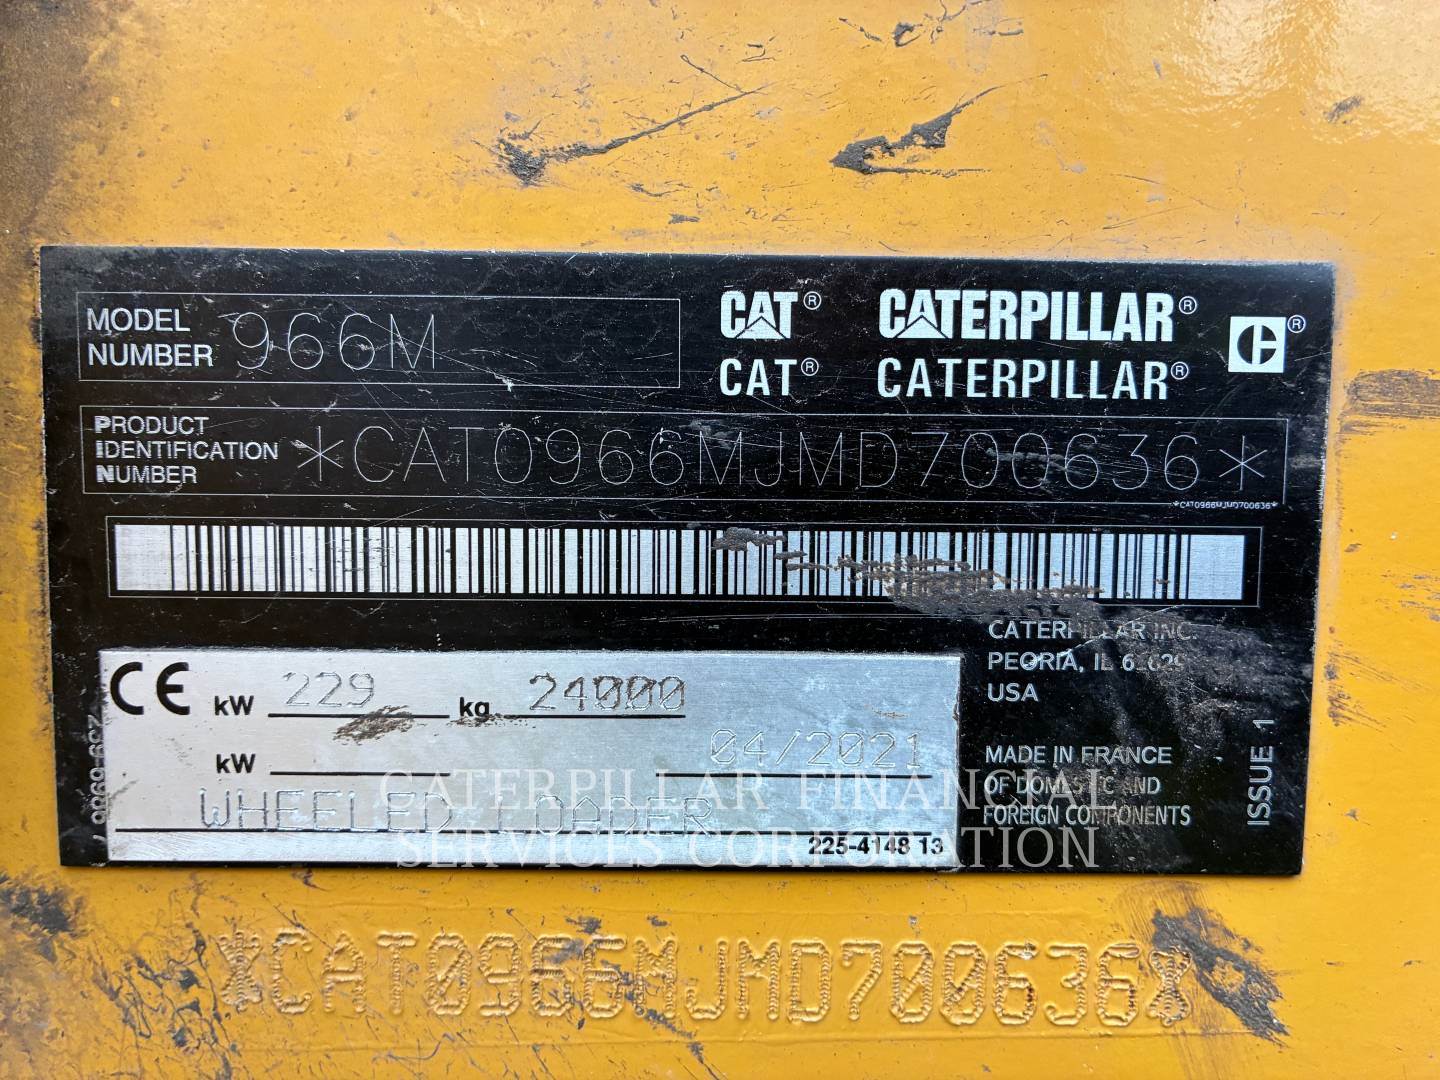 MODEL NUMBER 966M
CAT® CATERPILLAR®
CAT® CATERPILLAR®
PRODUCT IDENTIFICATION NUMBER *CAT0966MJMD700636*
*CAT0966MJMD700636*
CATERPILLAR INC.
PEORIA, IL
USA
CE kW 229 kg 24000
kW 04/2021
WHEELED LOADER
225-4148 13
MADE IN FRANCE
OF DOMESTIC AND
FOREIGN COMPONENTS
ISSUE 1
CATERPILLAR FINANCIAL
SERVICES CORPORATION
*CAT0966MJMD700636*